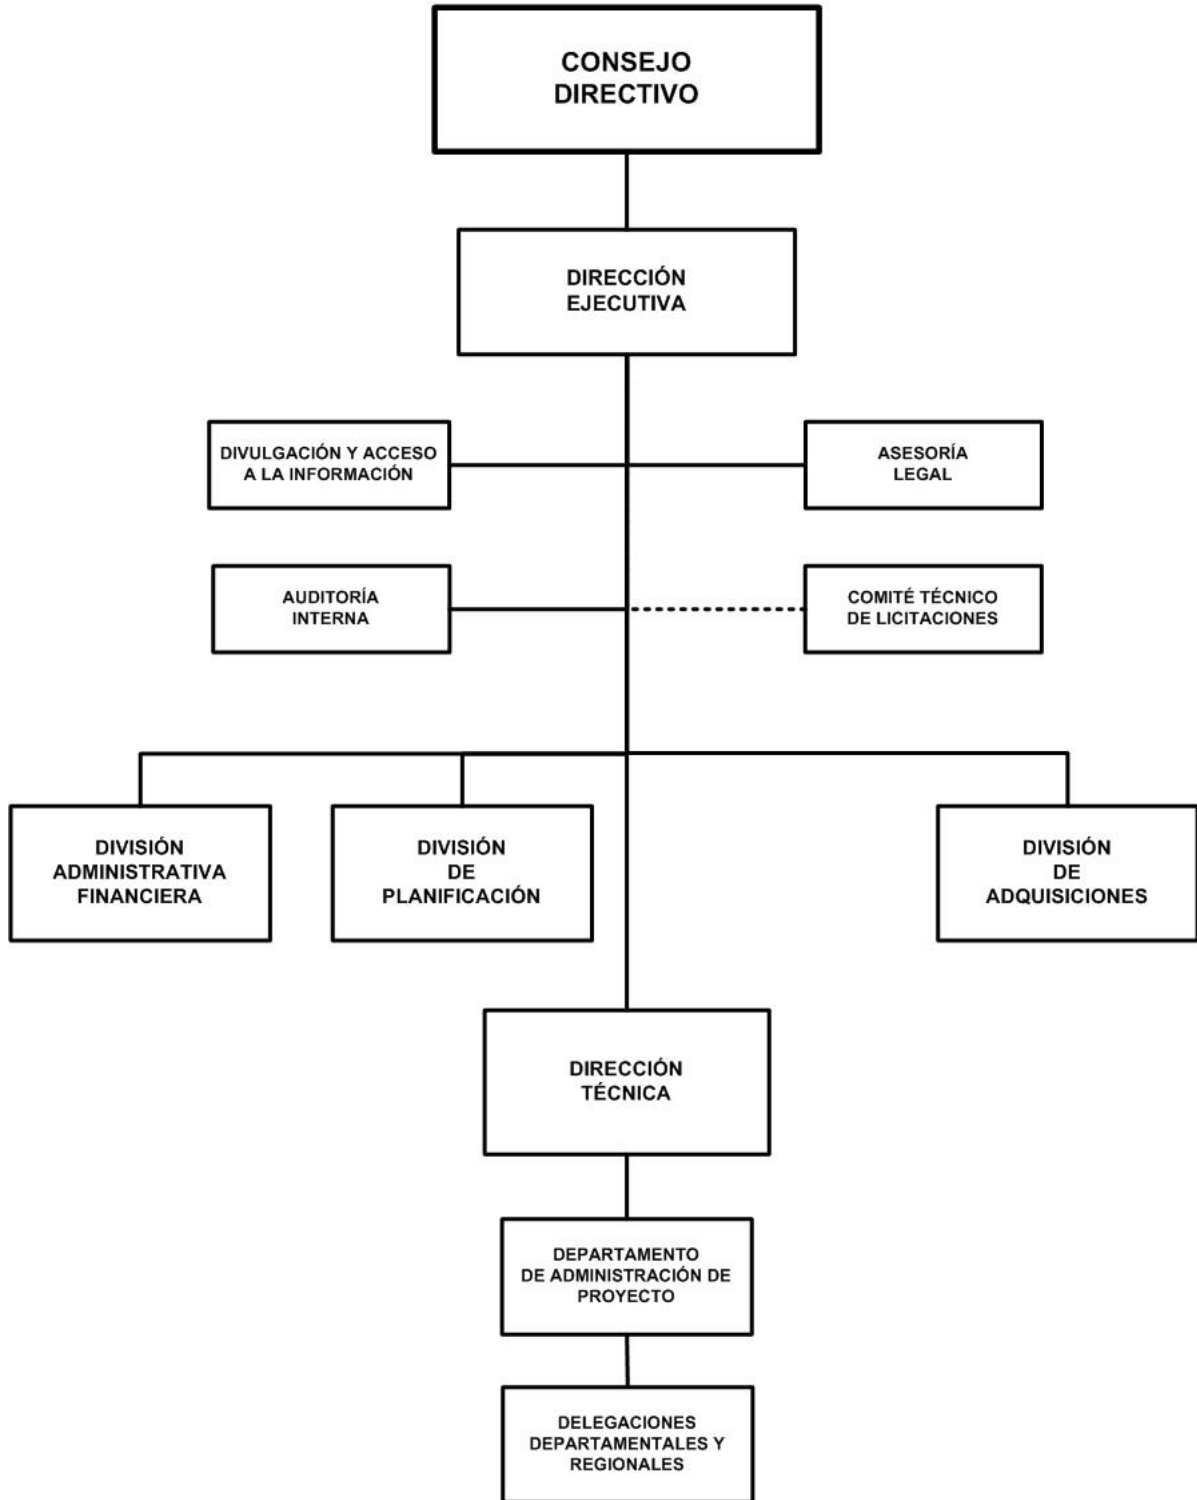 CONSEJO
DIRECTIVO
DIRECCIÓN
EJECUTIVA
DIVULGACIÓN Y ACCESO
A LA INFORMACIÓN
ASESORÍA
LEGAL
AUDITORÍA
INTERNA
COMITÉ TÉCNICO
DE LICITACIONES
DIVISIÓN
ADMINISTRATIVA
FINANCIERA
DIVISIÓN
DE
PLANIFICACIÓN
DIVISIÓN
DE
ADQUISICIONES
DIRECCIÓN
TÉCNICA
DEPARTAMENTO
DE ADMINISTRACIÓN DE
PROYECTO
DELEGACIONES
DEPARTAMENTALES Y
REGIONALES